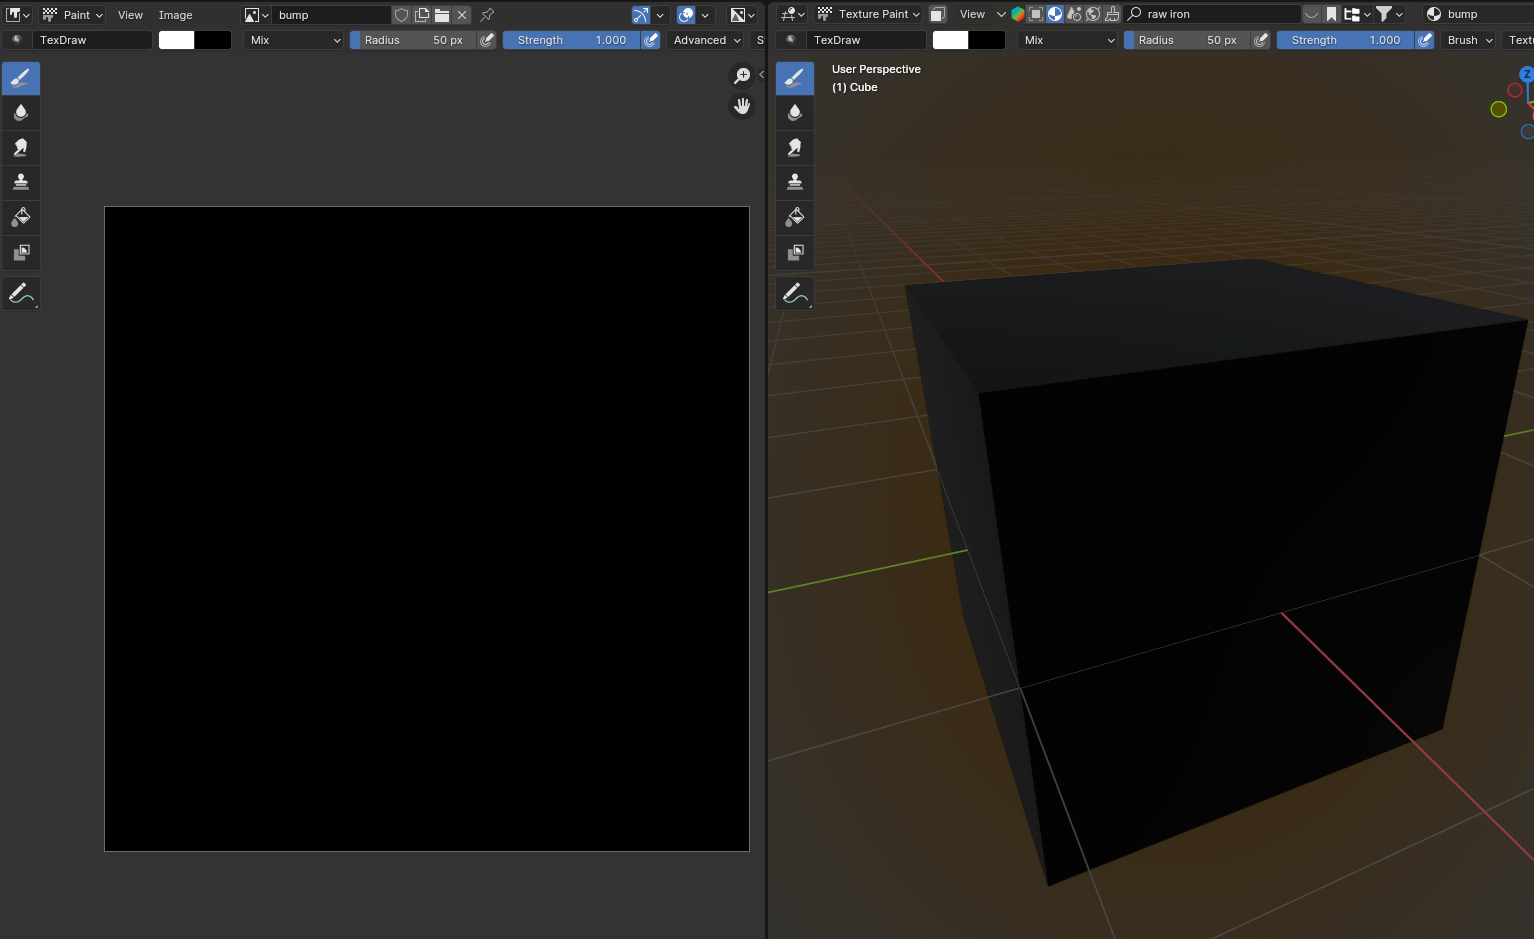 Paint View Image bump
TexDraw Mix Radius 50 px Strength 1.000 Advanced S
Texture Paint View raw iron bump
TexDraw Mix Radius 50 px Strength 1.000 Brush Textu
User Perspective
(1) Cube
Z